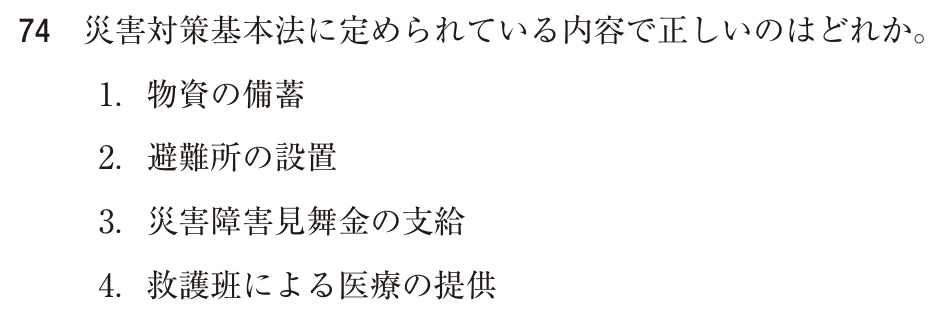 74 災害対策基本法に定められている内容で正しいのはどれか。
1. 物資の備蓄
2. 避難所の設置
3. 災害障害見舞金の支給
4. 救護班による医療の提供